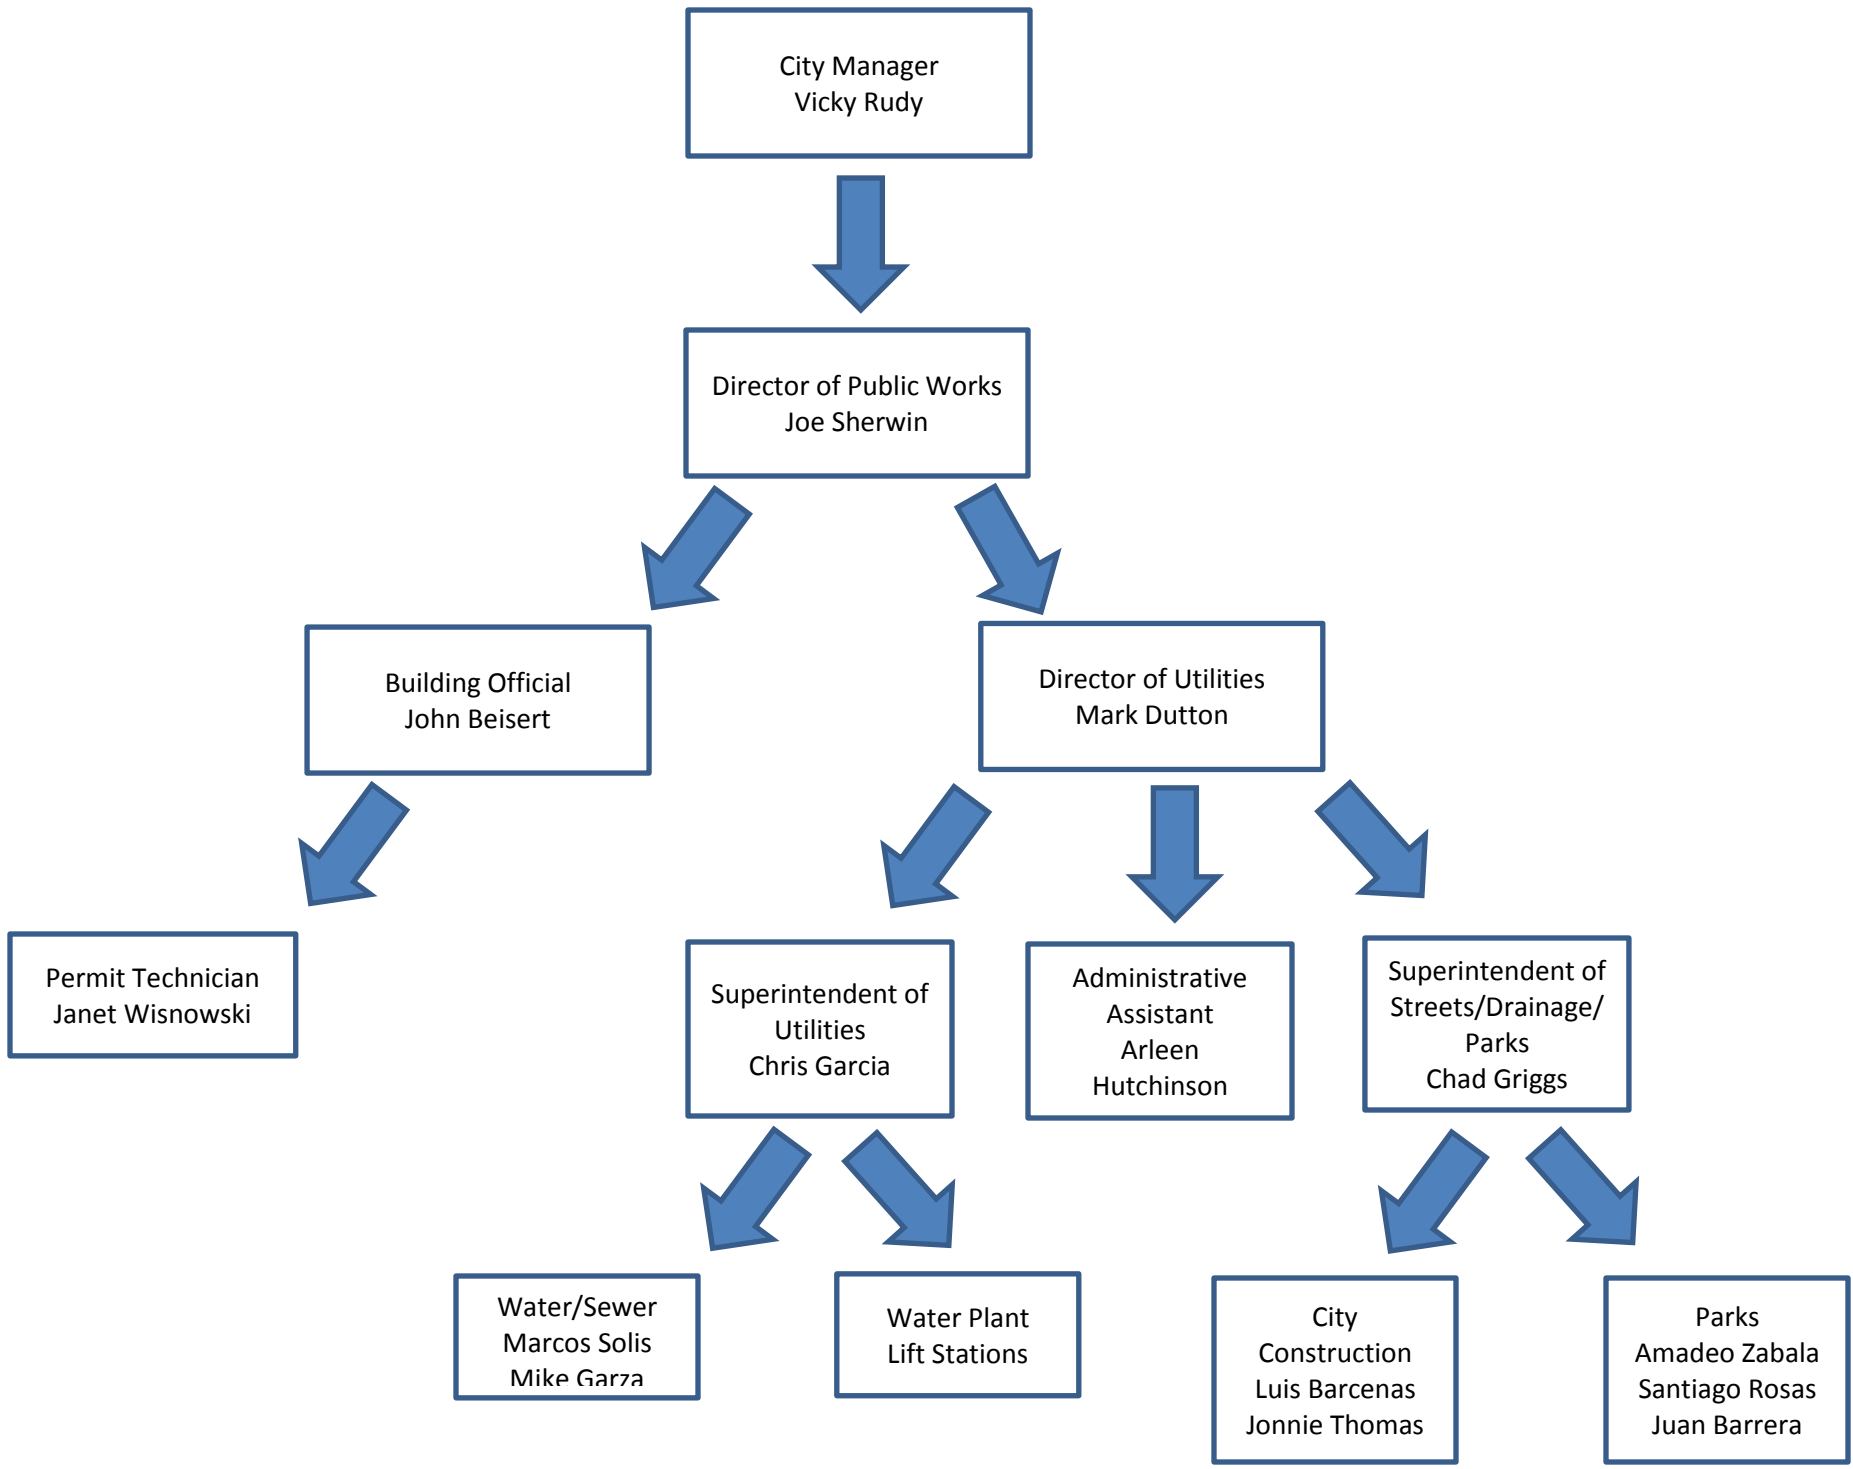 City Manager
Vicky Rudy
Director of Public Works
Joe Sherwin
Building Official
John Beisert
Director of Utilities
Mark Dutton
Permit Technician
Janet Wisnowski
Superintendent of
Utilities
Chris Garcia
Administrative
Assistant
Arleen
Hutchinson
Superintendent of
Streets/Drainage/
Parks
Chad Griggs
Water/Sewer
Marcos Solis
Mike Garza
Water Plant
Lift Stations
City
Construction
Luis Barcenas
Jonnie Thomas
Parks
Amadeo Zabala
Santiago Rosas
Juan Barrera